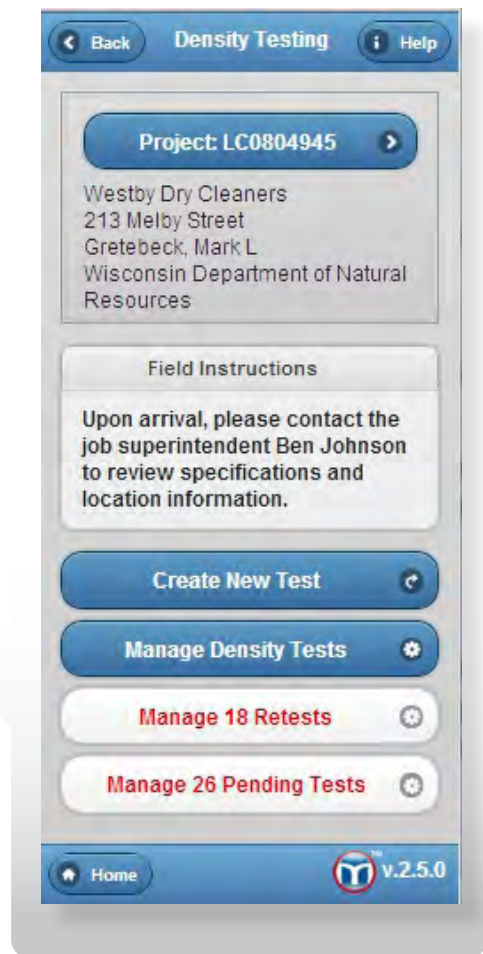 Back Density Testing i Help
Project: LC0804945
Westby Dry Cleaners
213 Melby Street
Gretebeck, Mark L
Wisconsin Department of Natural
Resources
Field Instructions
Upon arrival, please contact the
job superintendent Ben Johnson
to review specifications and
location information.
Create New Test
Manage Density Tests
Manage 18 Retests
Manage 26 Pending Tests
Home ™ v.2.5.0